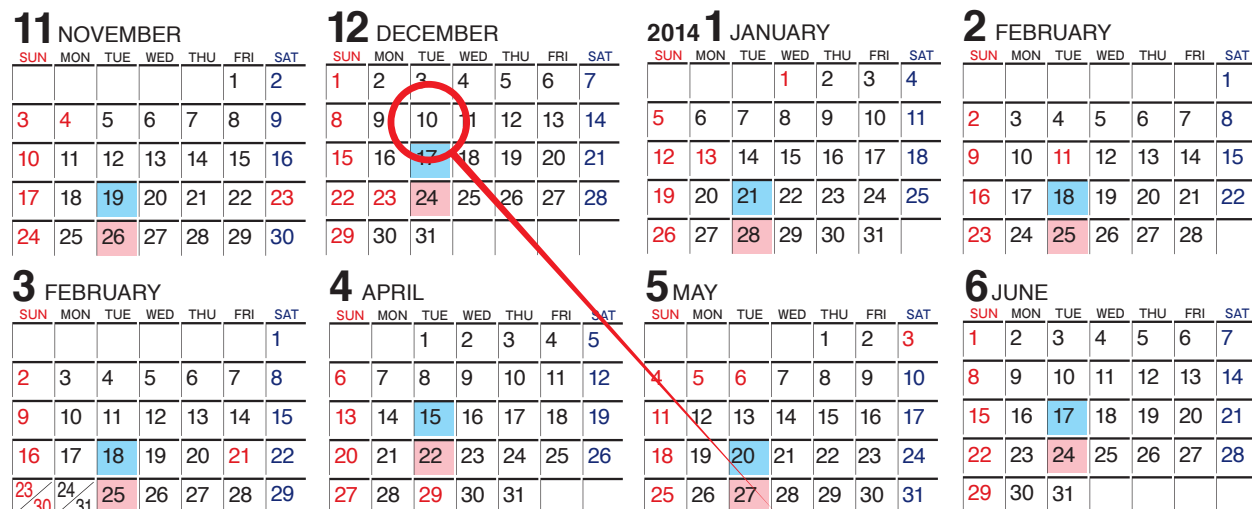 11 NOVEMBER
SUN MON TUE WED THU FRI SAT
1 2
3 4 5 6 7 8 9
10 11 12 13 14 15 16
17 18 19 20 21 22 23
24 25 26 27 28 29 30
12 DECEMBER
SUN MON TUE WED THU FRI SAT
1 2 3 4 5 6 7
8 9 10 11 12 13 14
15 16 17 18 19 20 21
22 23 24 25 26 27 28
29 30 31
2014 1 JANUARY
SUN MON TUE WED THU FRI SAT
1 2 3 4
5 6 7 8 9 10 11
12 13 14 15 16 17 18
19 20 21 22 23 24 25
26 27 28 29 30 31
2 FEBRUARY
SUN MON TUE WED THU FRI SAT
1
2 3 4 5 6 7 8
9 10 11 12 13 14 15
16 17 18 19 20 21 22
23 24 25 26 27 28
3 FEBRUARY
SUN MON TUE WED THU FRI SAT
1
2 3 4 5 6 7 8
9 10 11 12 13 14 15
16 17 18 19 20 21 22
23/30 24/31 25 26 27 28 29
4 APRIL
SUN MON TUE WED THU FRI SAT
1 2 3 4 5
6 7 8 9 10 11 12
13 14 15 16 17 18 19
20 21 22 23 24 25 26
27 28 29 30 31
5 MAY
SUN MON TUE WED THU FRI SAT
1 2 3
4 5 6 7 8 9 10
11 12 13 14 15 16 17
18 19 20 21 22 23 24
25 26 27 28 29 30 31
6 JUNE
SUN MON TUE WED THU FRI SAT
1 2 3 4 5 6 7
8 9 10 11 12 13 14
15 16 17 18 19 20 21
22 23 24 25 26 27 28
29 30 31